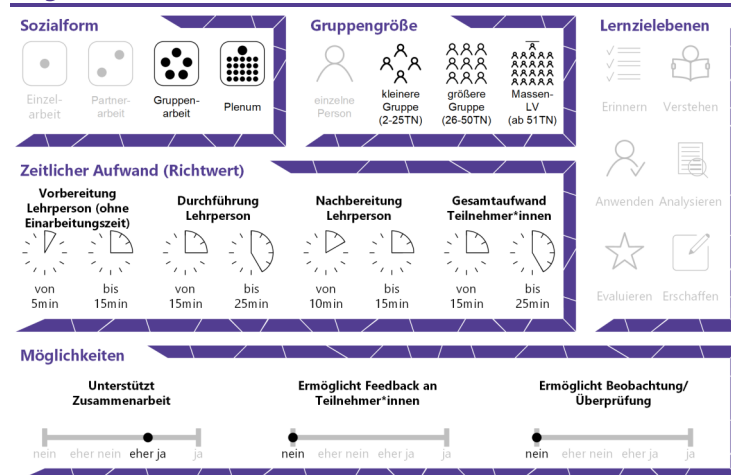 Sozialform
Einzel-
arbeit
Partner-
arbeit
Gruppen-
arbeit
Plenum
Gruppengröße
einzelne
Person
kleinere
Gruppe
(2-25TN)
größere
Gruppe
(26-50TN)
Massen-
LV
(ab 51TN)
Lernzielebenen
Erinnern Verstehen
Anwenden Analysieren
Evaluieren Erschaffen
Zeitlicher Aufwand (Richtwert)
Vorbereitung
Lehrperson (ohne
Einarbeitungszeit)
von
5min
bis
15min
Durchführung
Lehrperson
von
15min
bis
25min
Nachbereitung
Lehrperson
von
10min
bis
15min
Gesamtaufwand
Teilnehmer*innen
von
15min
bis
25min
Möglichkeiten
Unterstützt
Zusammenarbeit
nein eher nein eher ja ja
Ermöglicht Feedback an
Teilnehmer*innen
nein eher nein eher ja ja
Ermöglicht Beobachtung/
Überprüfung
nein eher nein eher ja ja